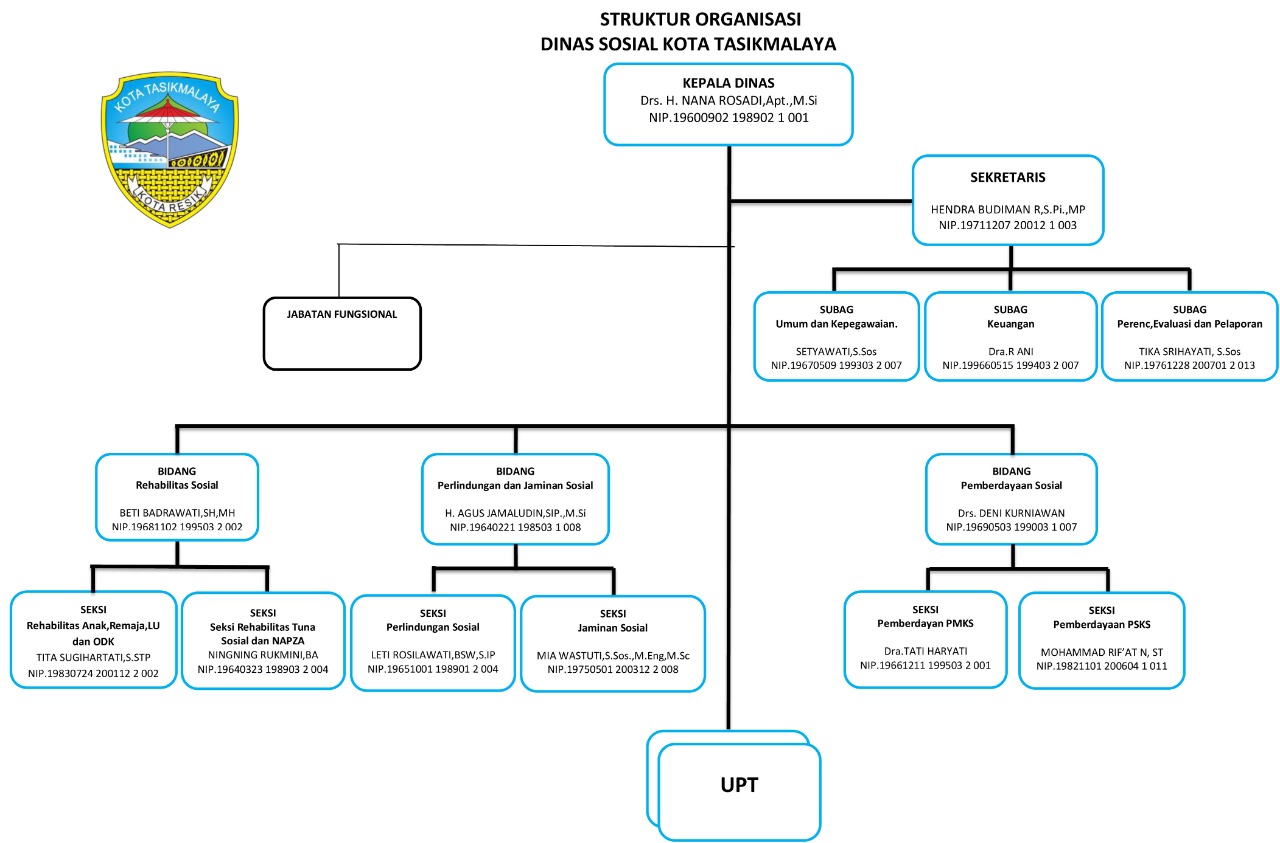 STRUKTUR ORGANISASI
DINAS SOSIAL KOTA TASIKMALAYA
KOTA TASIKMALAYA
KOTA RESIK
KEPALA DINAS
Drs. H. NANA ROSADI,Apt.,M.Si
NIP.19600902 198902 1 001
SEKRETARIS
HENDRA BUDIMAN R,S.Pi.,MP
NIP.19711207 20012 1 003
JABATAN FUNGSIONAL
SUBAG
Umum dan Kepegawaian.
SETYAWATI,S.Sos
NIP.19670509 199303 2 007
SUBAG
Keuangan
Dra.R ANI
NIP.199660515 199403 2 007
SUBAG
Perenc,Evaluasi dan Pelaporan
TIKA SRIHAYATI, S.Sos
NIP.19761228 200701 2 013
BIDANG
Rehabilitas Sosial
BETI BADRAWATI,SH,MH
NIP.19681102 199503 2 002
BIDANG
Perlindungan dan Jaminan Sosial
H. AGUS JAMALUDIN,SIP.,M.Si
NIP.19640221 198503 1 008
BIDANG
Pemberdayaan Sosial
Drs. DENI KURNIAWAN
NIP.19690503 199003 1 007
SEKSI
Rehabilitas Anak,Remaja,LU
dan ODK
TITA SUGIHARTATI,S.STP
NIP.19830724 200112 2 002
SEKSI
Seksi Rehabilitas Tuna
Sosial dan NAPZA
NINGNING RUKMINI,BA
NIP.19640323 198903 2 004
SEKSI
Perlindungan Sosial
LETI ROSILAWATI,BSW,S.IP
NIP.19651001 198901 2 004
SEKSI
Jaminan Sosial
MIA WASTUTI,S.Sos.,M.Eng,M.Sc
NIP.19750501 200312 2 008
SEKSI
Pemberdayan PMKS
Dra.TATI HARYATI
NIP.19661211 199503 2 001
SEKSI
Pemberdayaan PSKS
MOHAMMAD RIF'AT N, ST
NIP.19821101 200604 1 011
UPT